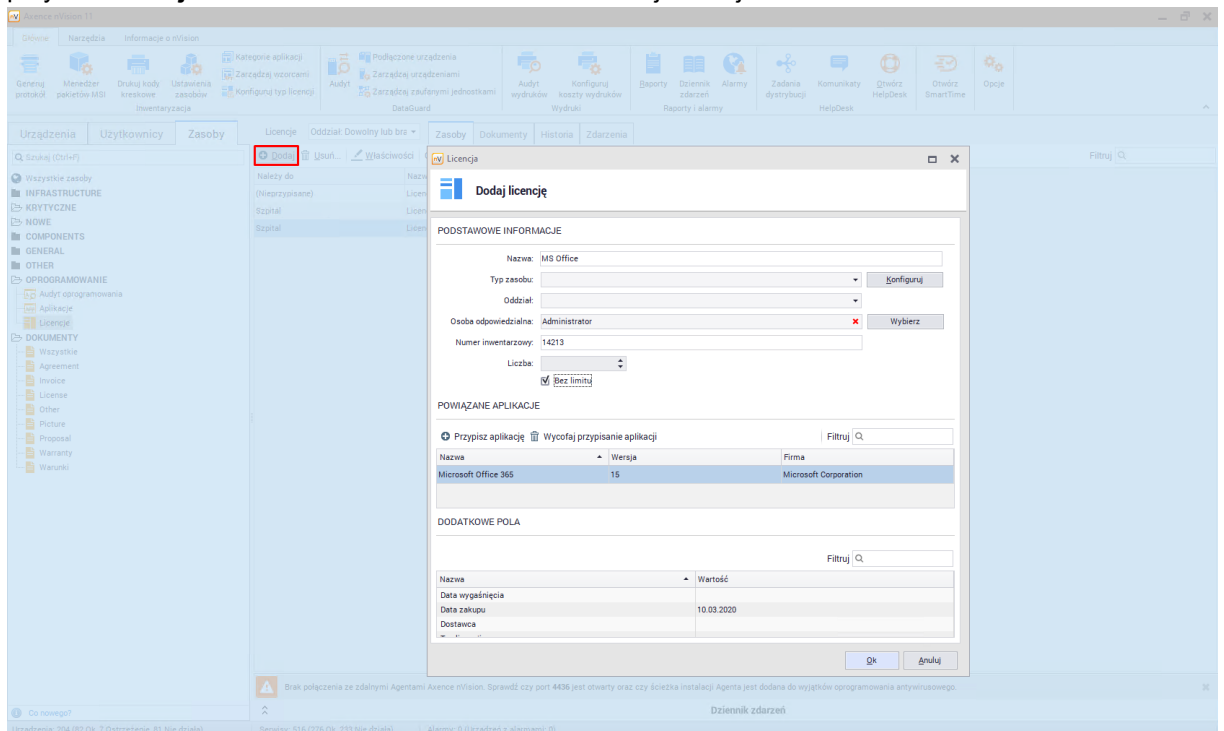 Axence nVision 11
Główne Narzędzia Informacje o nVision
Generuj protokół
Menedżer pakietów MSI
Drukuj kody kreskowe
Ustawienia zasobów
Inwentaryzacja
Kategorie aplikacji
Zarządzaj wzorcami
Konfiguruj typ licencji
Audyt
Podłączone urządzenia
Zarządzaj urządzeniami
Zarządzaj zaufanymi jednostkami
DataGuard
Audyt wydruków
Konfiguruj koszty wydruków
Wydruki
Raporty
Dziennik zdarzeń
Alarmy
Raporty i alarmy
Zadania dystrybucji
Komunikaty
Otwórz HelpDesk
HelpDesk
Otwórz SmartTime
Opcje
Urządzenia Użytkownicy Zasoby
Szukaj (Ctrl+F)
Wszystkie zasoby
INFRASTRUCTURE
KRYTYCZNE
NOWE
COMPONENTS
GENERAL
OTHER
OPROGRAMOWANIE
Audyt oprogramowania
Aplikacje
Licencje
DOKUMENTY
Wszystkie
Agreement
Invoice
License
Other
Picture
Proposal
Warranty
Warunki
Co nowego?
Licencje Oddział: Dowolny lub bra
Dodaj Usuń... Właściwości
Należy do Nazw
(Nieprzypisane) Licen
Szpital Licen
Szpital Licen
Zasoby Dokumenty Historia Zdarzenia
Filtruj
Licencja
Dodaj licencję
PODSTAWOWE INFORMACJE
Nazwa: MS Office
Typ zasobu: Konfiguruj
Oddział:
Osoba odpowiedzialna: Administrator Wybierz
Numer inwentarzowy: 14213
Liczba:
Bez limitu
POWIĄZANE APLIKACJE
Przypisz aplikację Wycofaj przypisanie aplikacji Filtruj
Nazwa Wersja Firma
Microsoft Office 365 15 Microsoft Corporation
DODATKOWE POLA
Filtruj
Nazwa Wartość
Data wygaśnięcia
Data zakupu 10.03.2020
Dostawca
Ok Anuluj
Brak połączenia ze zdalnymi Agentami Axence nVision. Sprawdź czy port 4436 jest otwarty oraz czy ścieżka instalacji Agenta jest dodana do wyjątków oprogramowania antywirusowego.
Dziennik zdarzeń